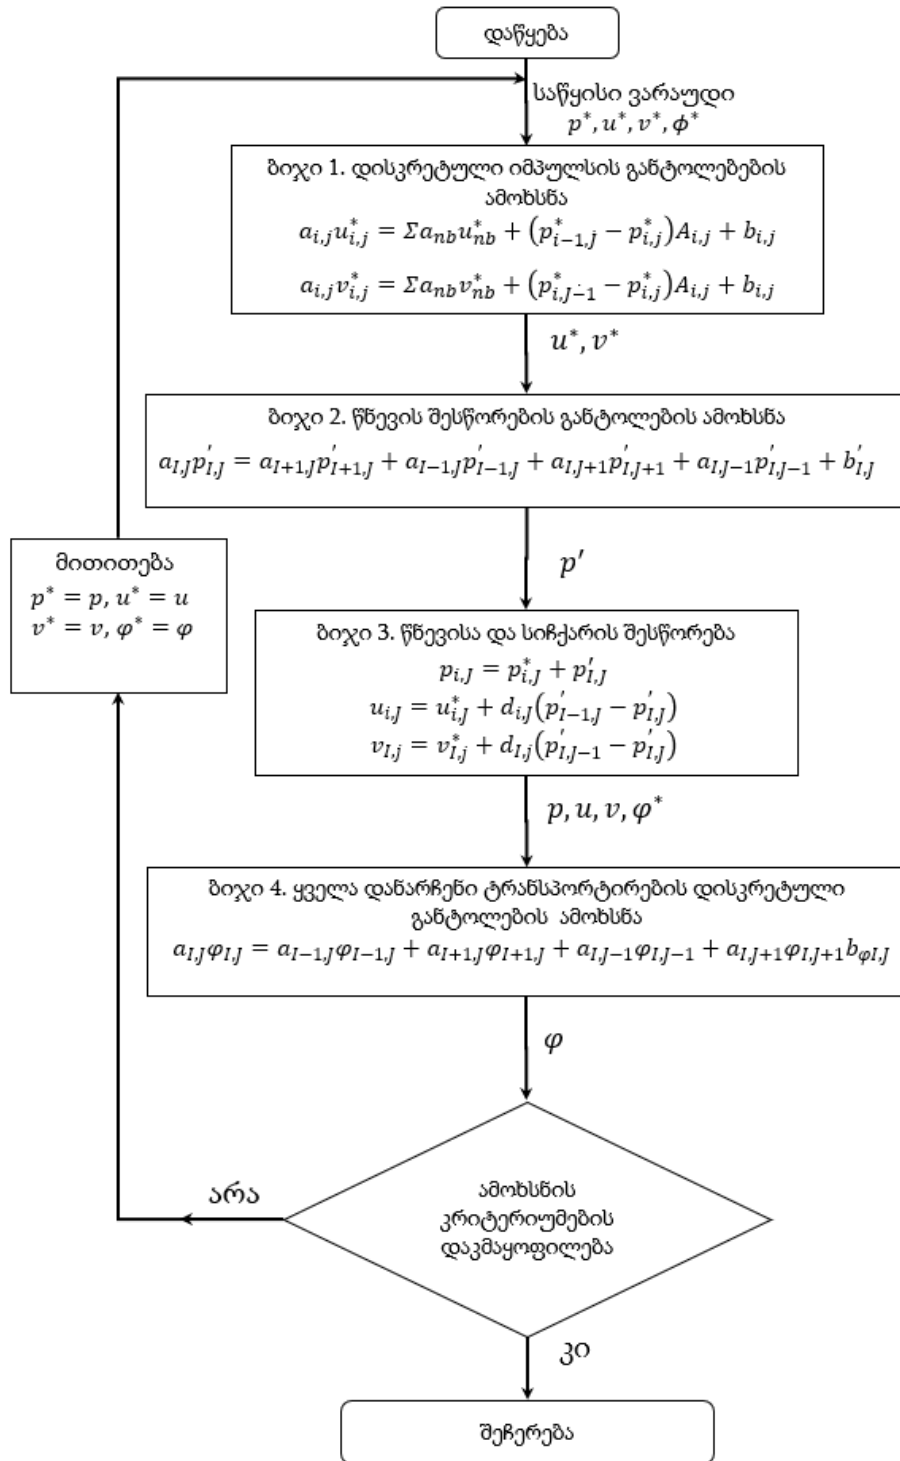 დაწყება
საწყისი ვარაუდი
p*, u*, v*, ϕ*
ბიჯი 1. დისკრეტული იმპულსის განტოლებების
ამოხსნა
a_{i,j}u*_{i,j} = Σa_{nb}u*_{nb} + (p*_{i−1,j} − p*_{i,j})A_{i,j} + b_{i,j}
a_{i,j}v*_{i,j} = Σa_{nb}v*_{nb} + (p*_{i,J−1} − p*_{i,j})A_{i,j} + b_{i,j}
u*, v*
ბიჯი 2. წნევის შესწორების განტოლების ამოხსნა
a_{I,J}p′_{I,J} = a_{I+1,J}p′_{I+1,J} + a_{I−1,J}p′_{I−1,J} + a_{I,J+1}p′_{I,J+1} + a_{I,J−1}p′_{I,J−1} + b′_{I,J}
p′
მითითება
p* = p, u* = u
v* = v, φ* = φ
ბიჯი 3. წნევისა და სიჩქარის შესწორება
p_{i,J} = p*_{i,J} + p′_{I,J}
u_{i,J} = u*_{i,J} + d_{i,J}(p′_{I−1,J} − p′_{I,J})
v_{I,j} = v*_{I,j} + d_{I,j}(p′_{I,J−1} − p′_{I,J})
p, u, v, φ*
ბიჯი 4. ყველა დანარჩენი ტრანსპორტირების დისკრეტული
განტოლების ამოხსნა
a_{I,J}φ_{I,J} = a_{I−1,J}φ_{I−1,J} + a_{I+1,J}φ_{I+1,J} + a_{I,J−1}φ_{I,J−1} + a_{I,J+1}φ_{I,J+1}b_{φI,J}
φ
ამოხსნის
კრიტერიუმების
დაკმაყოფილება
არა
კი
შეჩერება